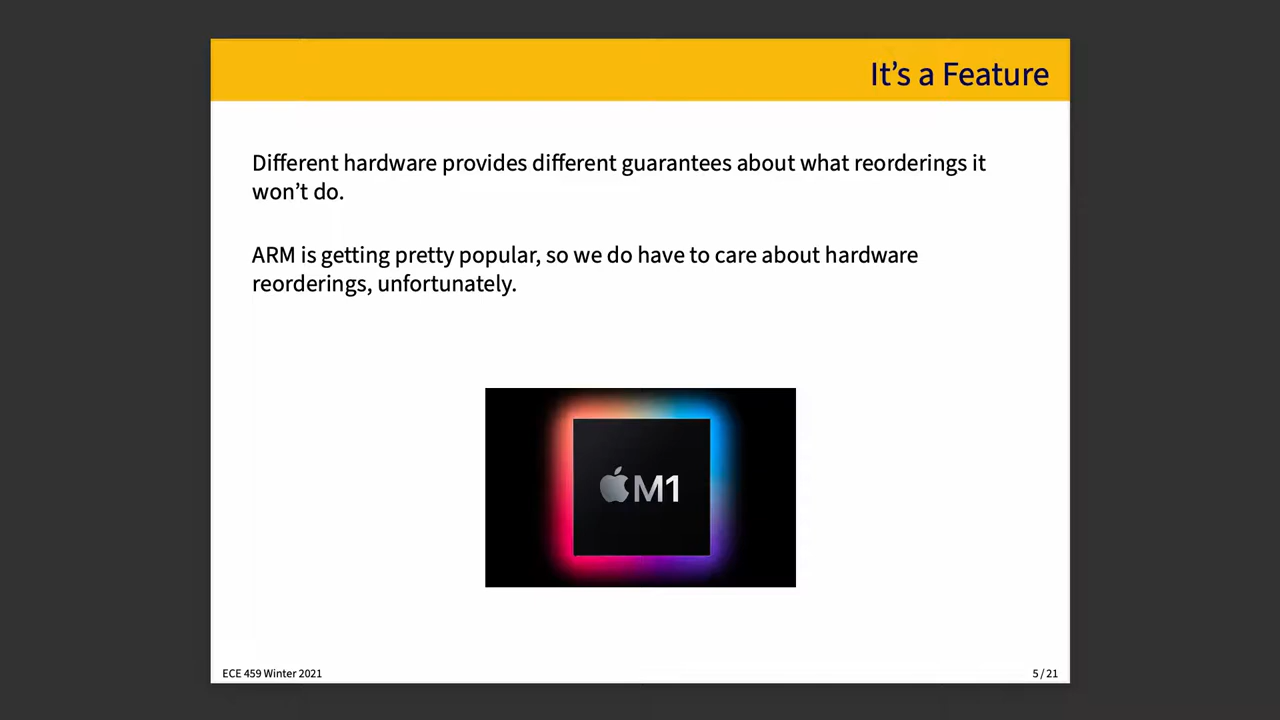 It’s a Feature
Different hardware provides different guarantees about what reorderings it
won’t do.
ARM is getting pretty popular, so we do have to care about hardware
reorderings, unfortunately.
M1
ECE 459 Winter 2021
5 / 21